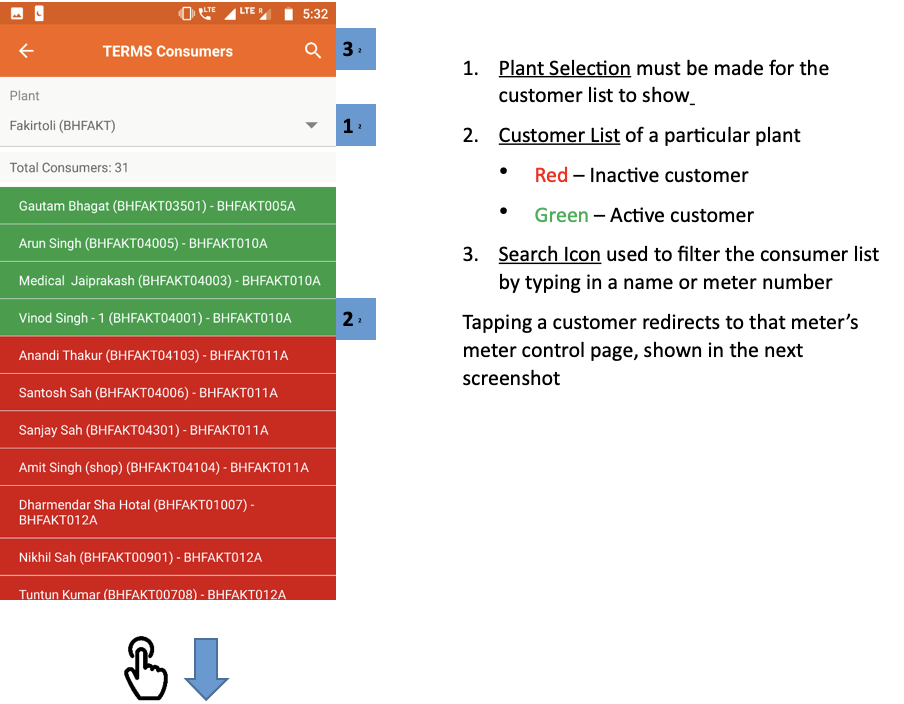 LTE LTE R 5:32
TERMS Consumers
3 2
Plant
Fakirtoli (BHFAKT)
1 2
Total Consumers: 31
Gautam Bhagat (BHFAKT03501) - BHFAKT005A
Arun Singh (BHFAKT04005) - BHFAKT010A
Medical  Jaiprakash (BHFAKT04003) - BHFAKT010A
Vinod Singh - 1 (BHFAKT04001) - BHFAKT010A
2 2
Anandi Thakur (BHFAKT04103) - BHFAKT011A
Santosh Sah (BHFAKT04006) - BHFAKT011A
Sanjay Sah (BHFAKT04301) - BHFAKT011A
Amit Singh (shop) (BHFAKT04104) - BHFAKT011A
Dharmendar Sha Hotal (BHFAKT01007) -
BHFAKT012A
Nikhil Sah (BHFAKT00901) - BHFAKT012A
Tuntun Kumar (BHFAKT00708) - BHFAKT012A
1. Plant Selection must be made for the
customer list to show
2. Customer List of a particular plant
• Red – Inactive customer
• Green – Active customer
3. Search Icon used to filter the consumer list
by typing in a name or meter number
Tapping a customer redirects to that meter’s
meter control page, shown in the next
screenshot